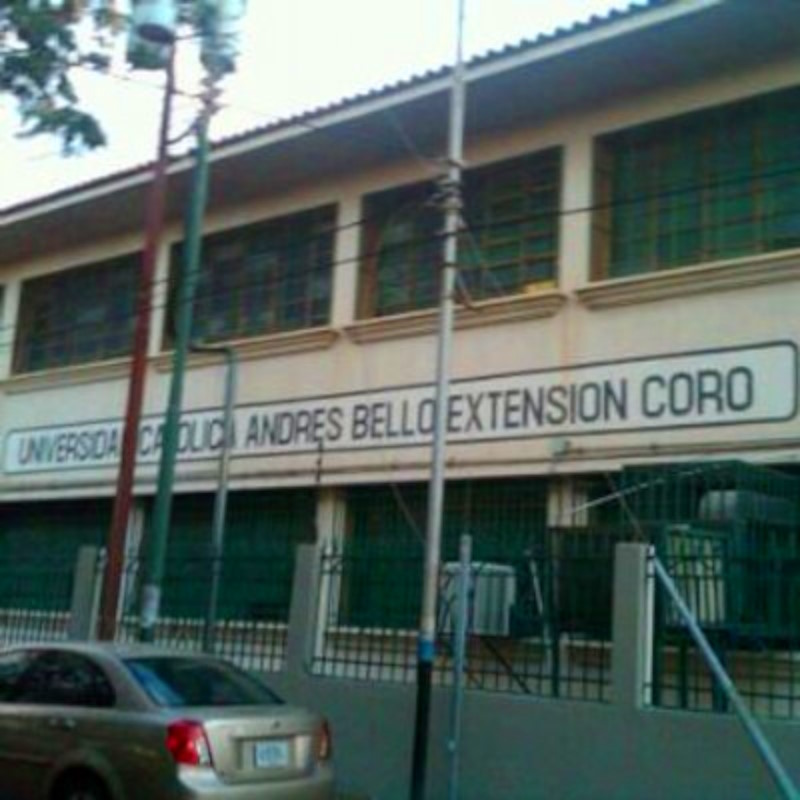 UNIVERSIDAD CATOLICA ANDRES BELLO EXTENSION CORO